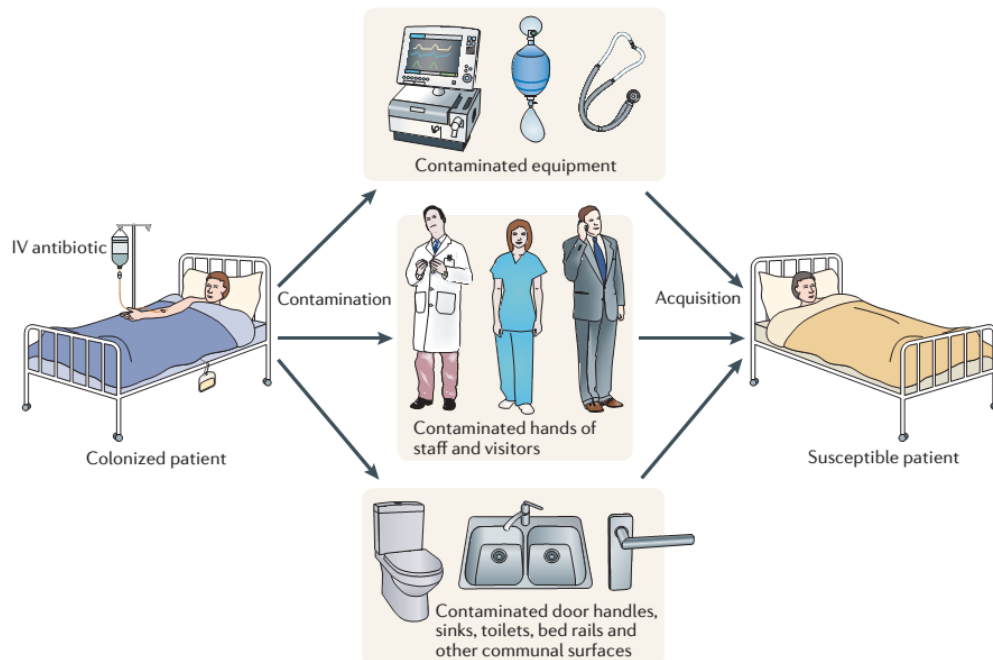 Contaminated equipment
IV antibiotic
Contamination
Acquisition
Contaminated hands of
staff and visitors
Colonized patient
Susceptible patient
Contaminated door handles,
sinks, toilets, bed rails and
other communal surfaces